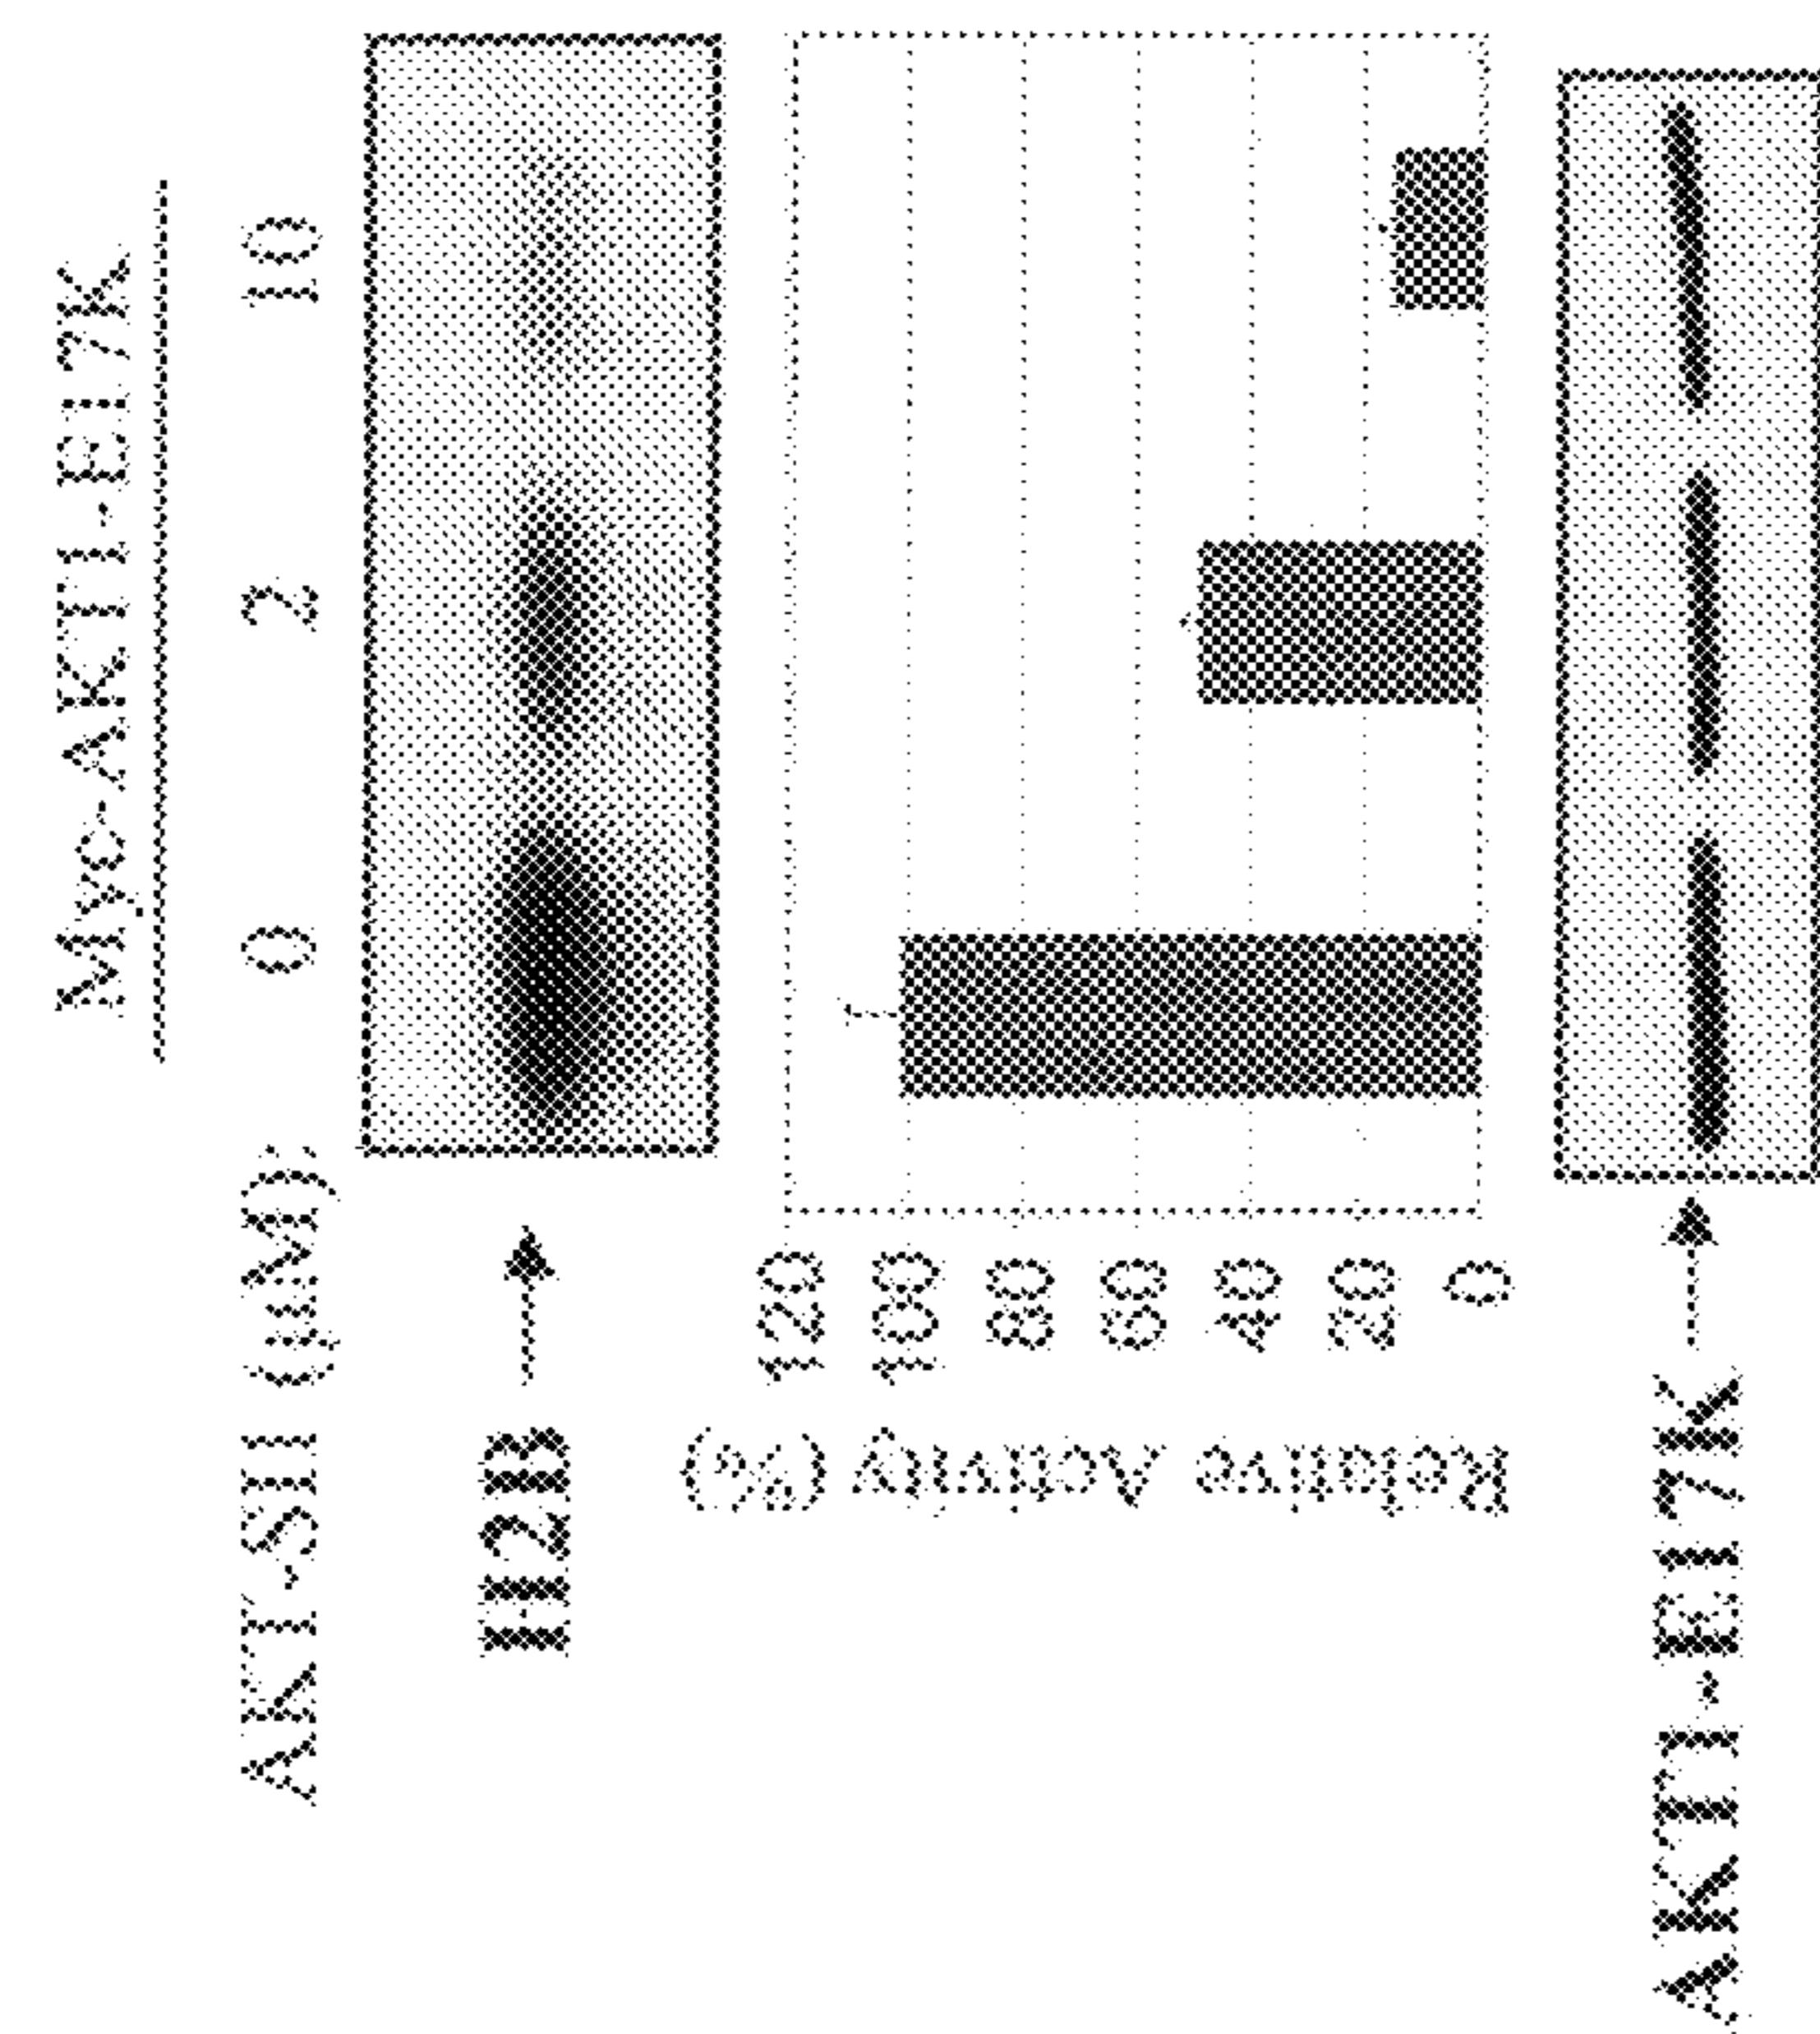 Myc-AKT1-E17K
AKT-SII (μM) 0 2 10
H2B
Relative Activity (%)
120
100
80
60
40
20
0
AKT1-E17K